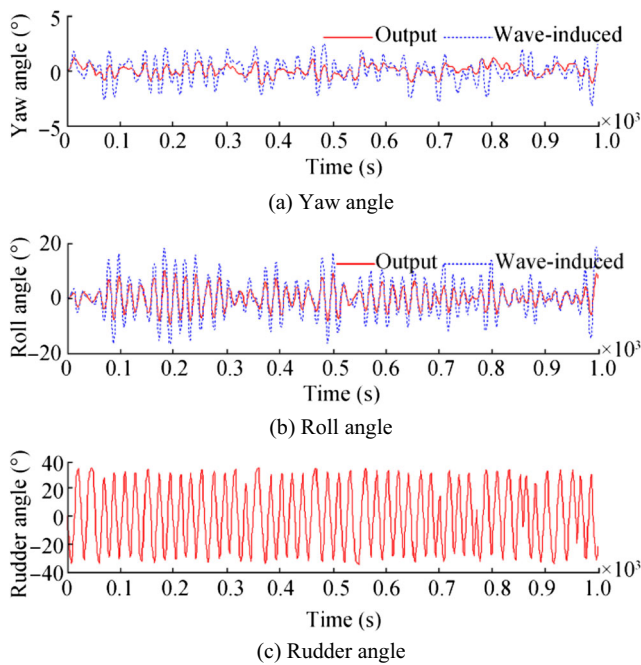 5
Output
Wave-induced
Yaw angle (°)
0
−5
0 0.1 0.2 0.3 0.4 0.5 0.6 0.7 0.8 0.9 1.0
×10³
Time (s)
(a) Yaw angle
20
Output
Wave-induced
Roll angle (°)
0
−20
0 0.1 0.2 0.3 0.4 0.5 0.6 0.7 0.8 0.9 1.0
×10³
Time (s)
(b) Roll angle
40
20
Rudder angle (°)
0
−20
−40
0 0.1 0.2 0.3 0.4 0.5 0.6 0.7 0.8 0.9 1.0
×10³
Time (s)
(c) Rudder angle